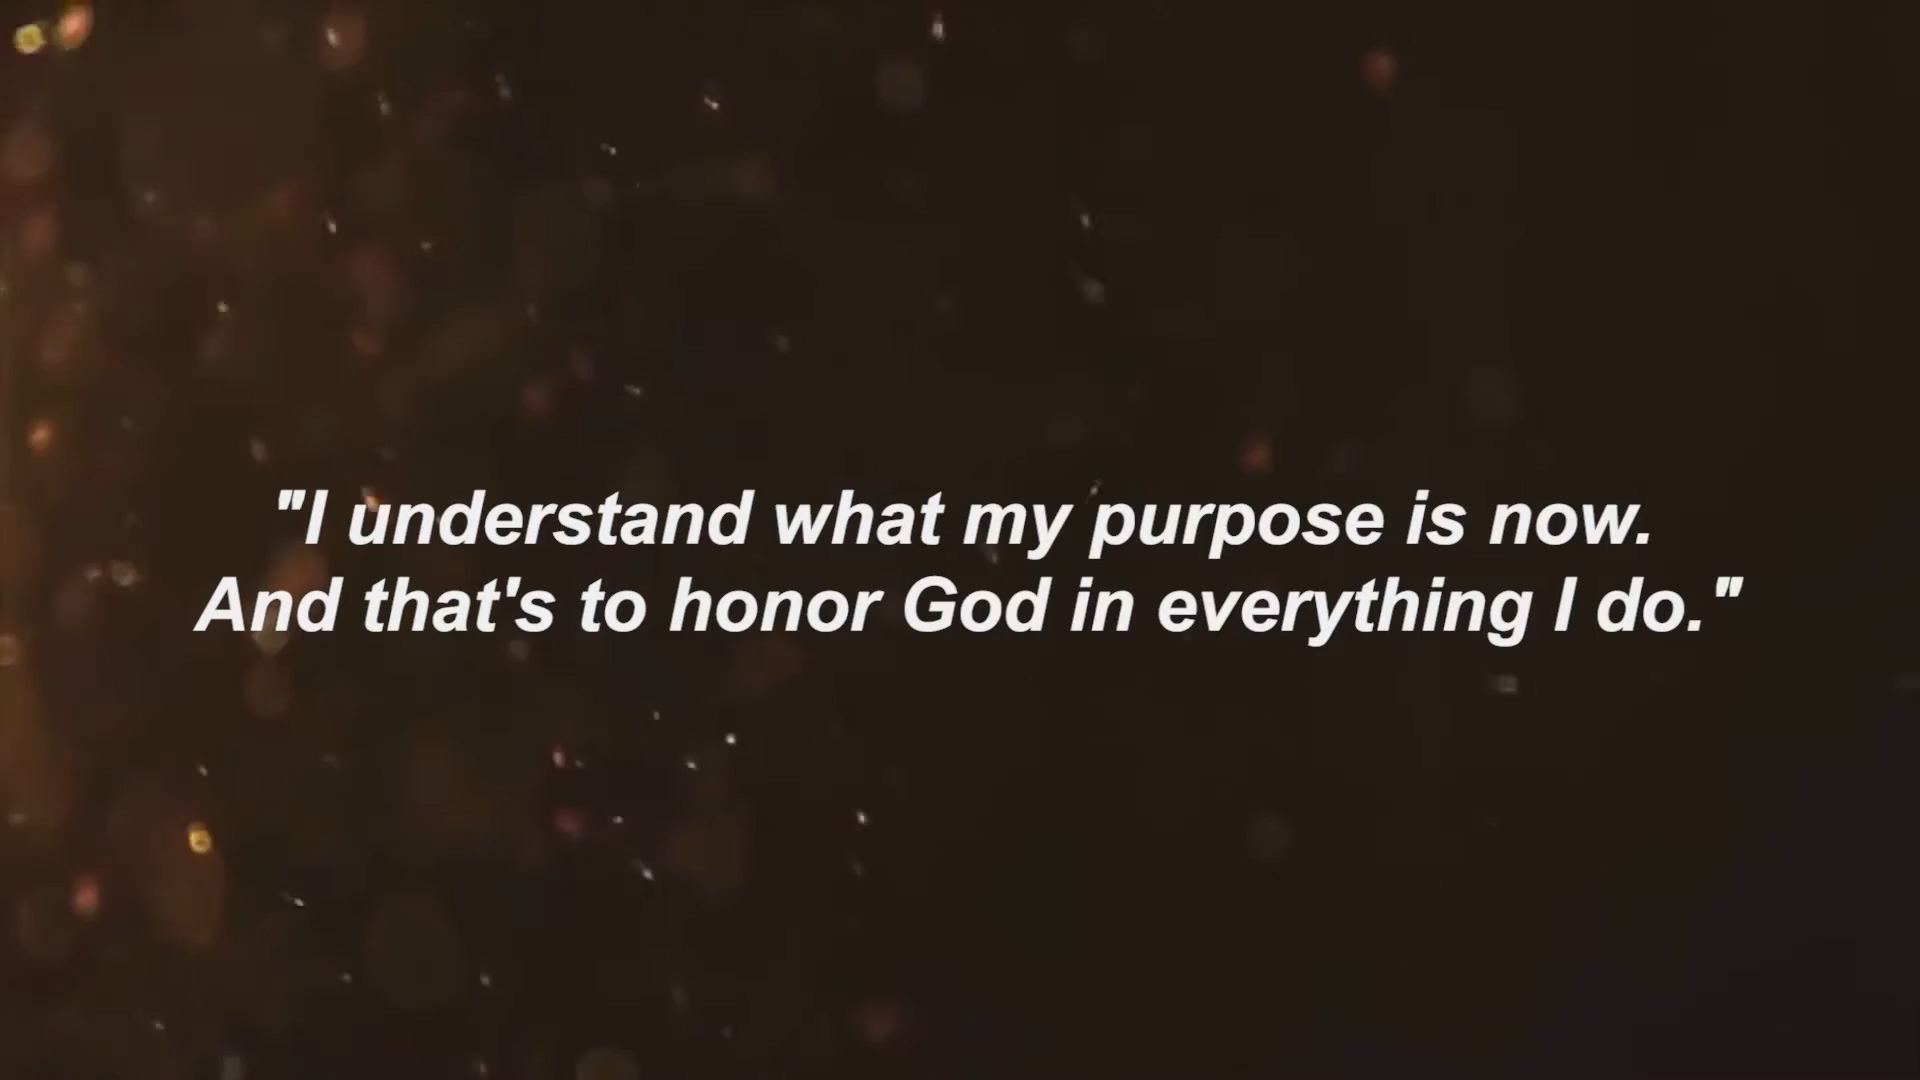 "I understand what my purpose is now.
And that's to honor God in everything I do."